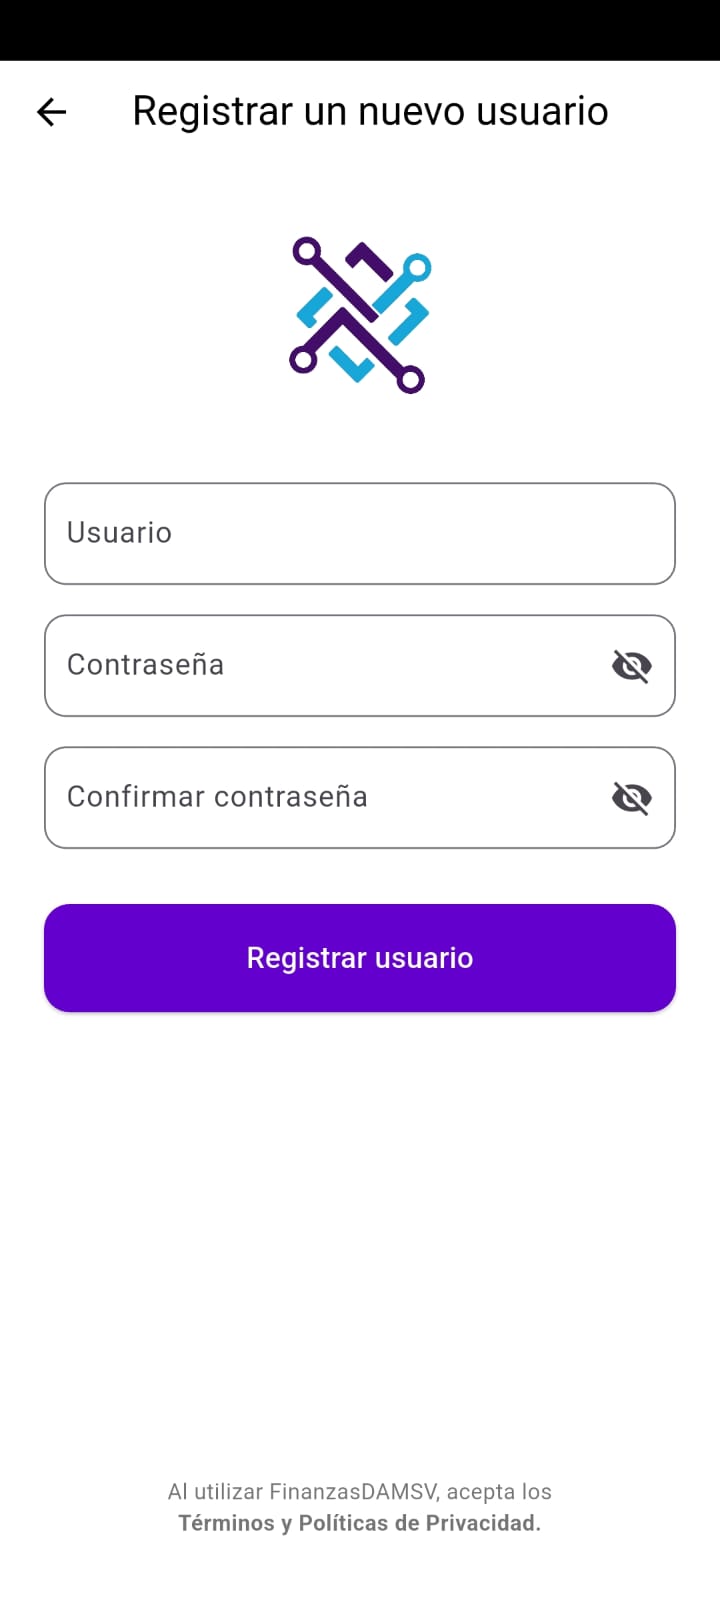 Registrar un nuevo usuario
Usuario
Contraseña
Confirmar contraseña
Registrar usuario
Al utilizar FinanzasDAMSV, acepta los
Términos y Políticas de Privacidad.